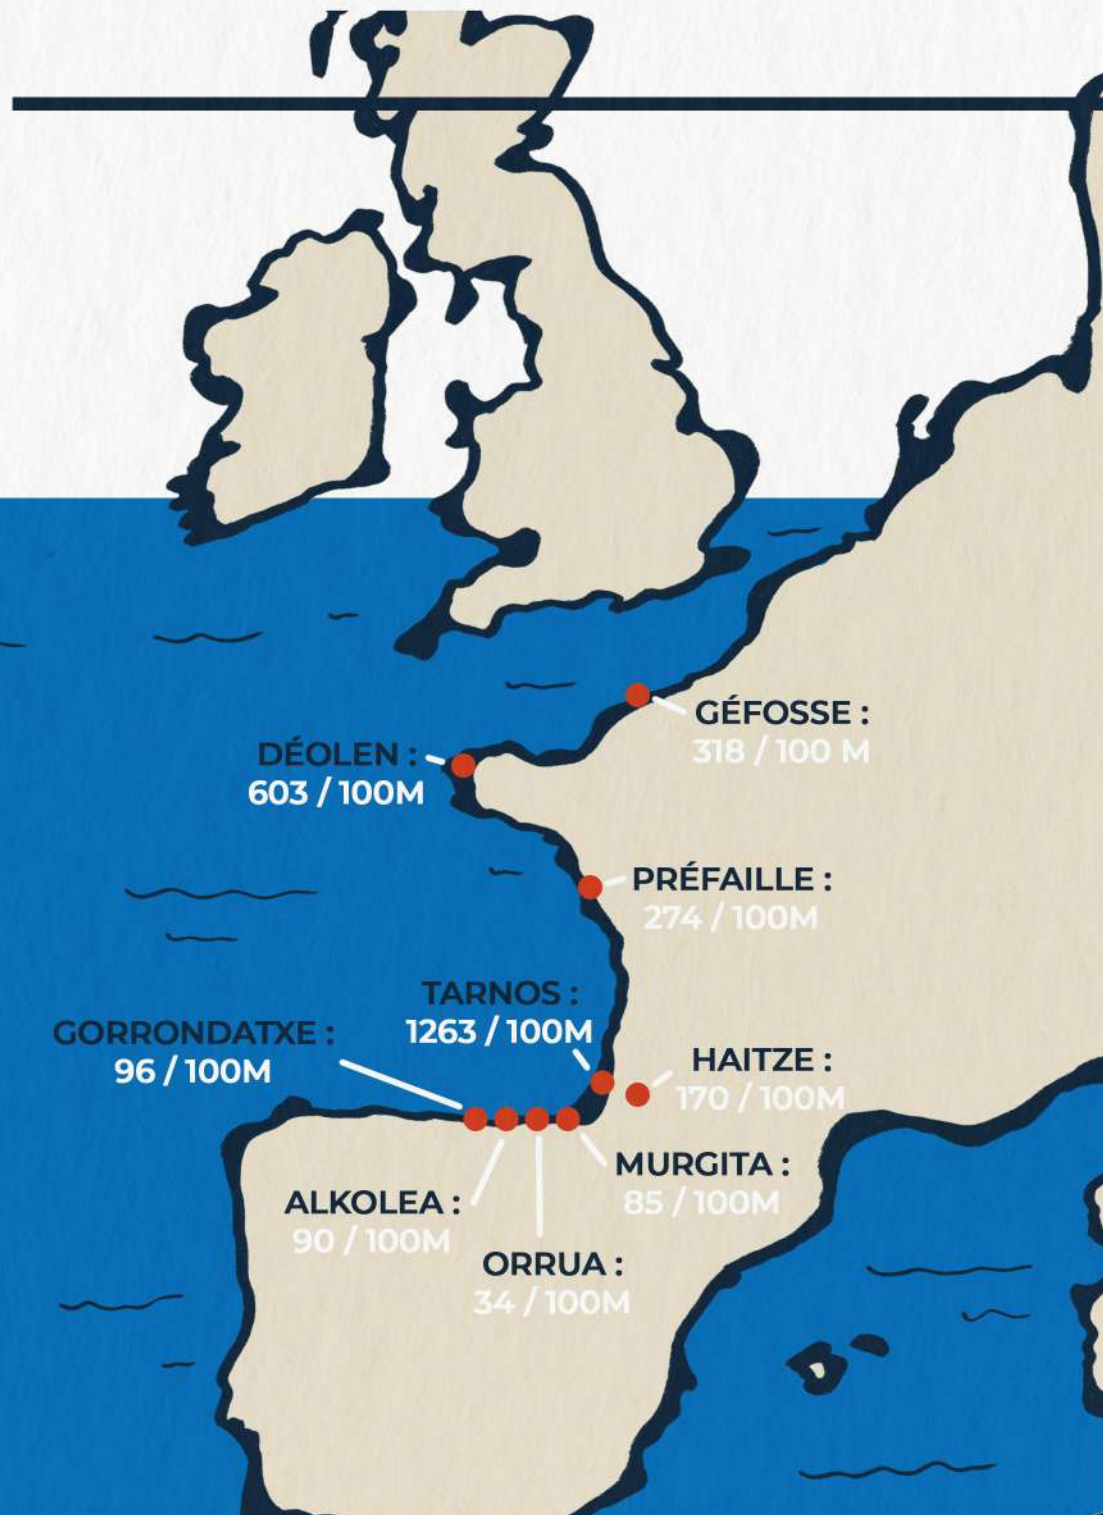 GÉFOSSE :
318 / 100 M
DÉOLEN :
603 / 100M
PRÉFAILLE :
274 / 100M
TARNOS :
1263 / 100M
GORRONDATXE :
96 / 100M
HAITZE :
170 / 100M
MURGITA :
85 / 100M
ALKOLEA :
90 / 100M
ORRUA :
34 / 100M